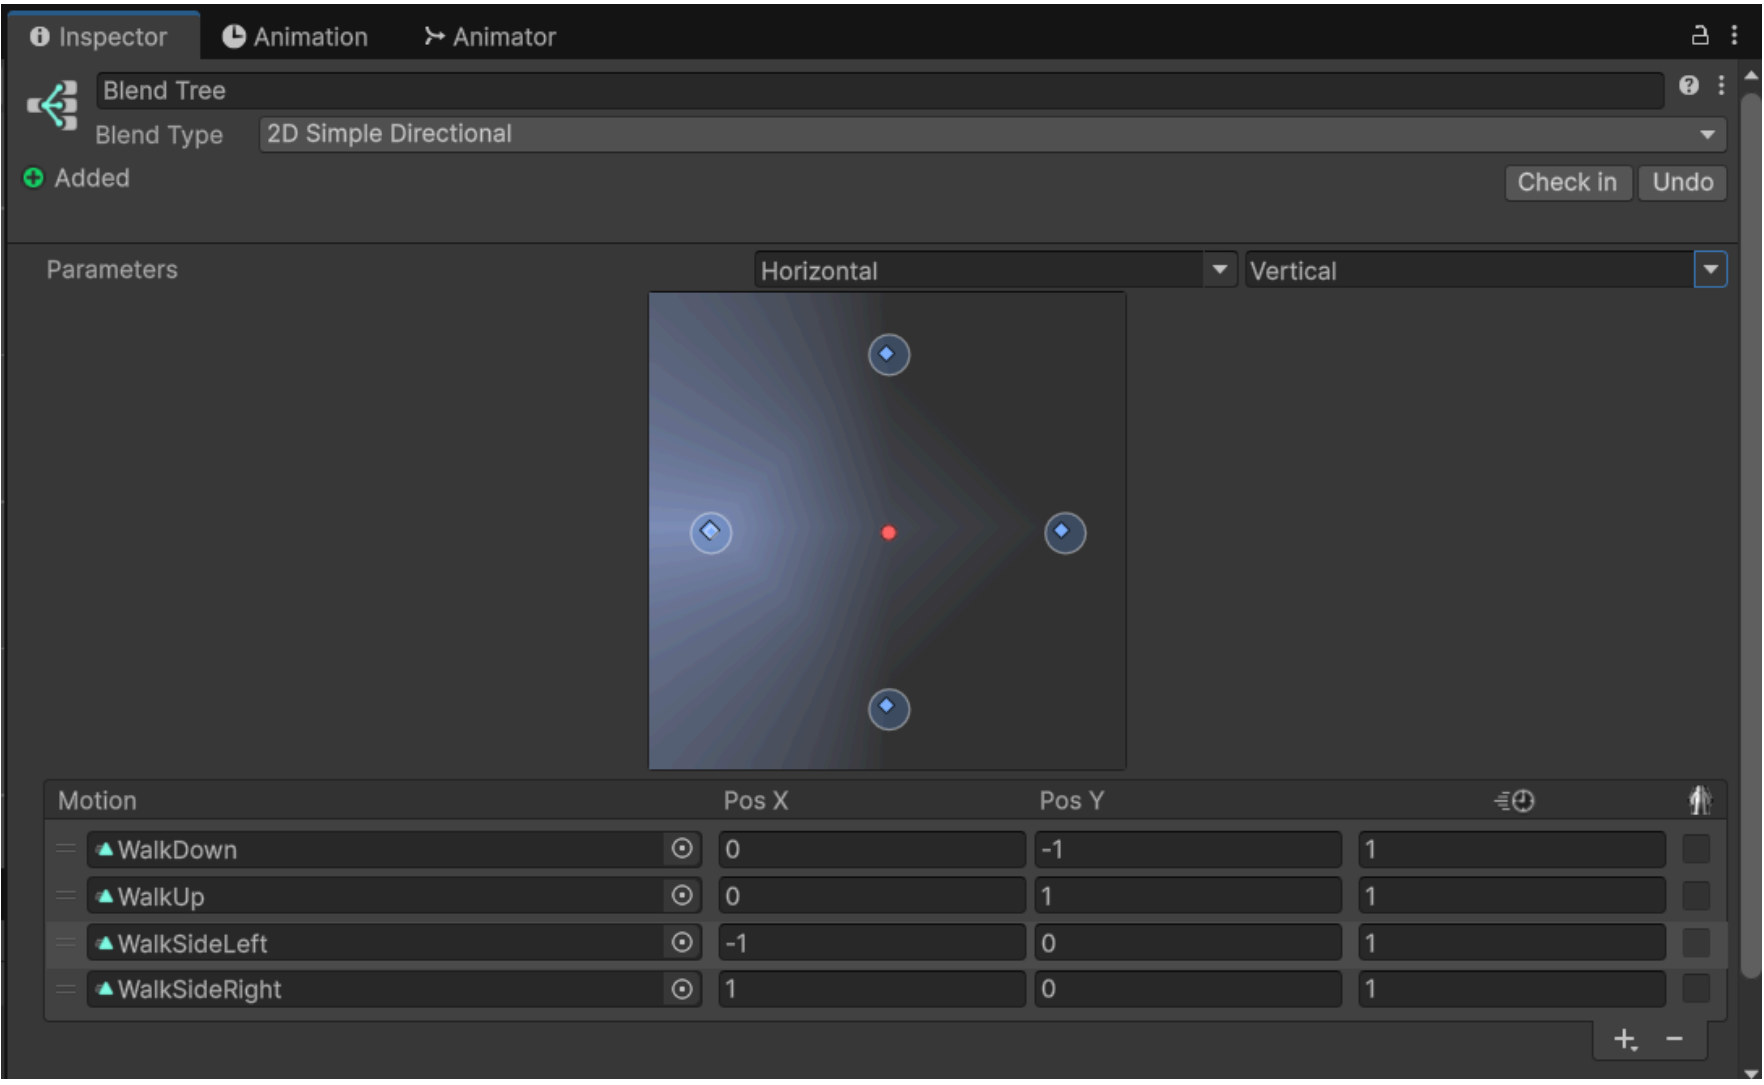 Inspector Animation Animator
Blend Tree
Blend Type 2D Simple Directional
Added Check in Undo
Parameters Horizontal Vertical
Motion Pos X Pos Y
WalkDown 0 -1 1
WalkUp 0 1 1
WalkSideLeft -1 0 1
WalkSideRight 1 0 1